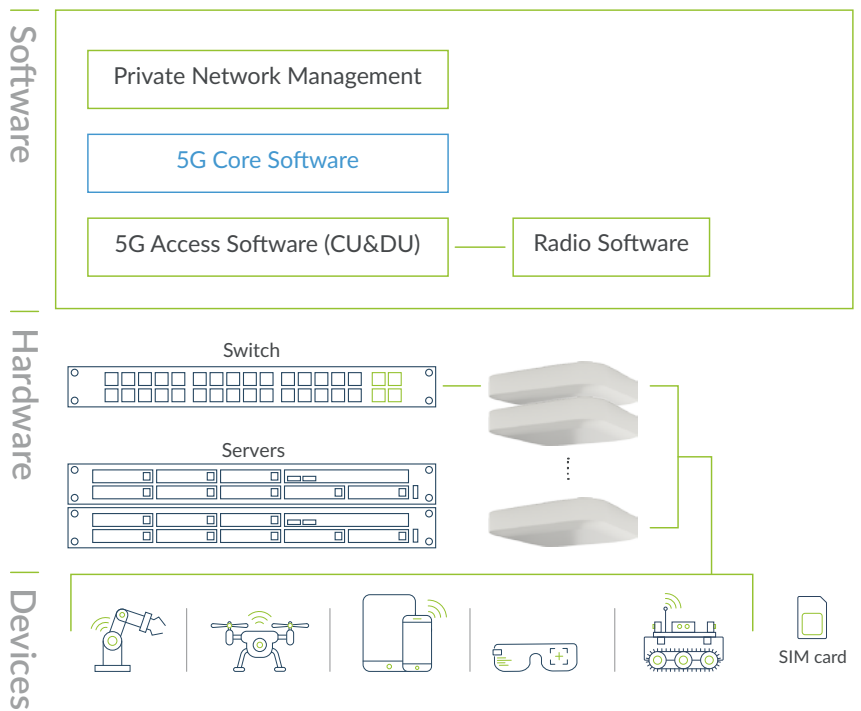 Software
Private Network Management
5G Core Software
5G Access Software (CU&DU)
Radio Software
Hardware
Switch
Servers
Devices
SIM card